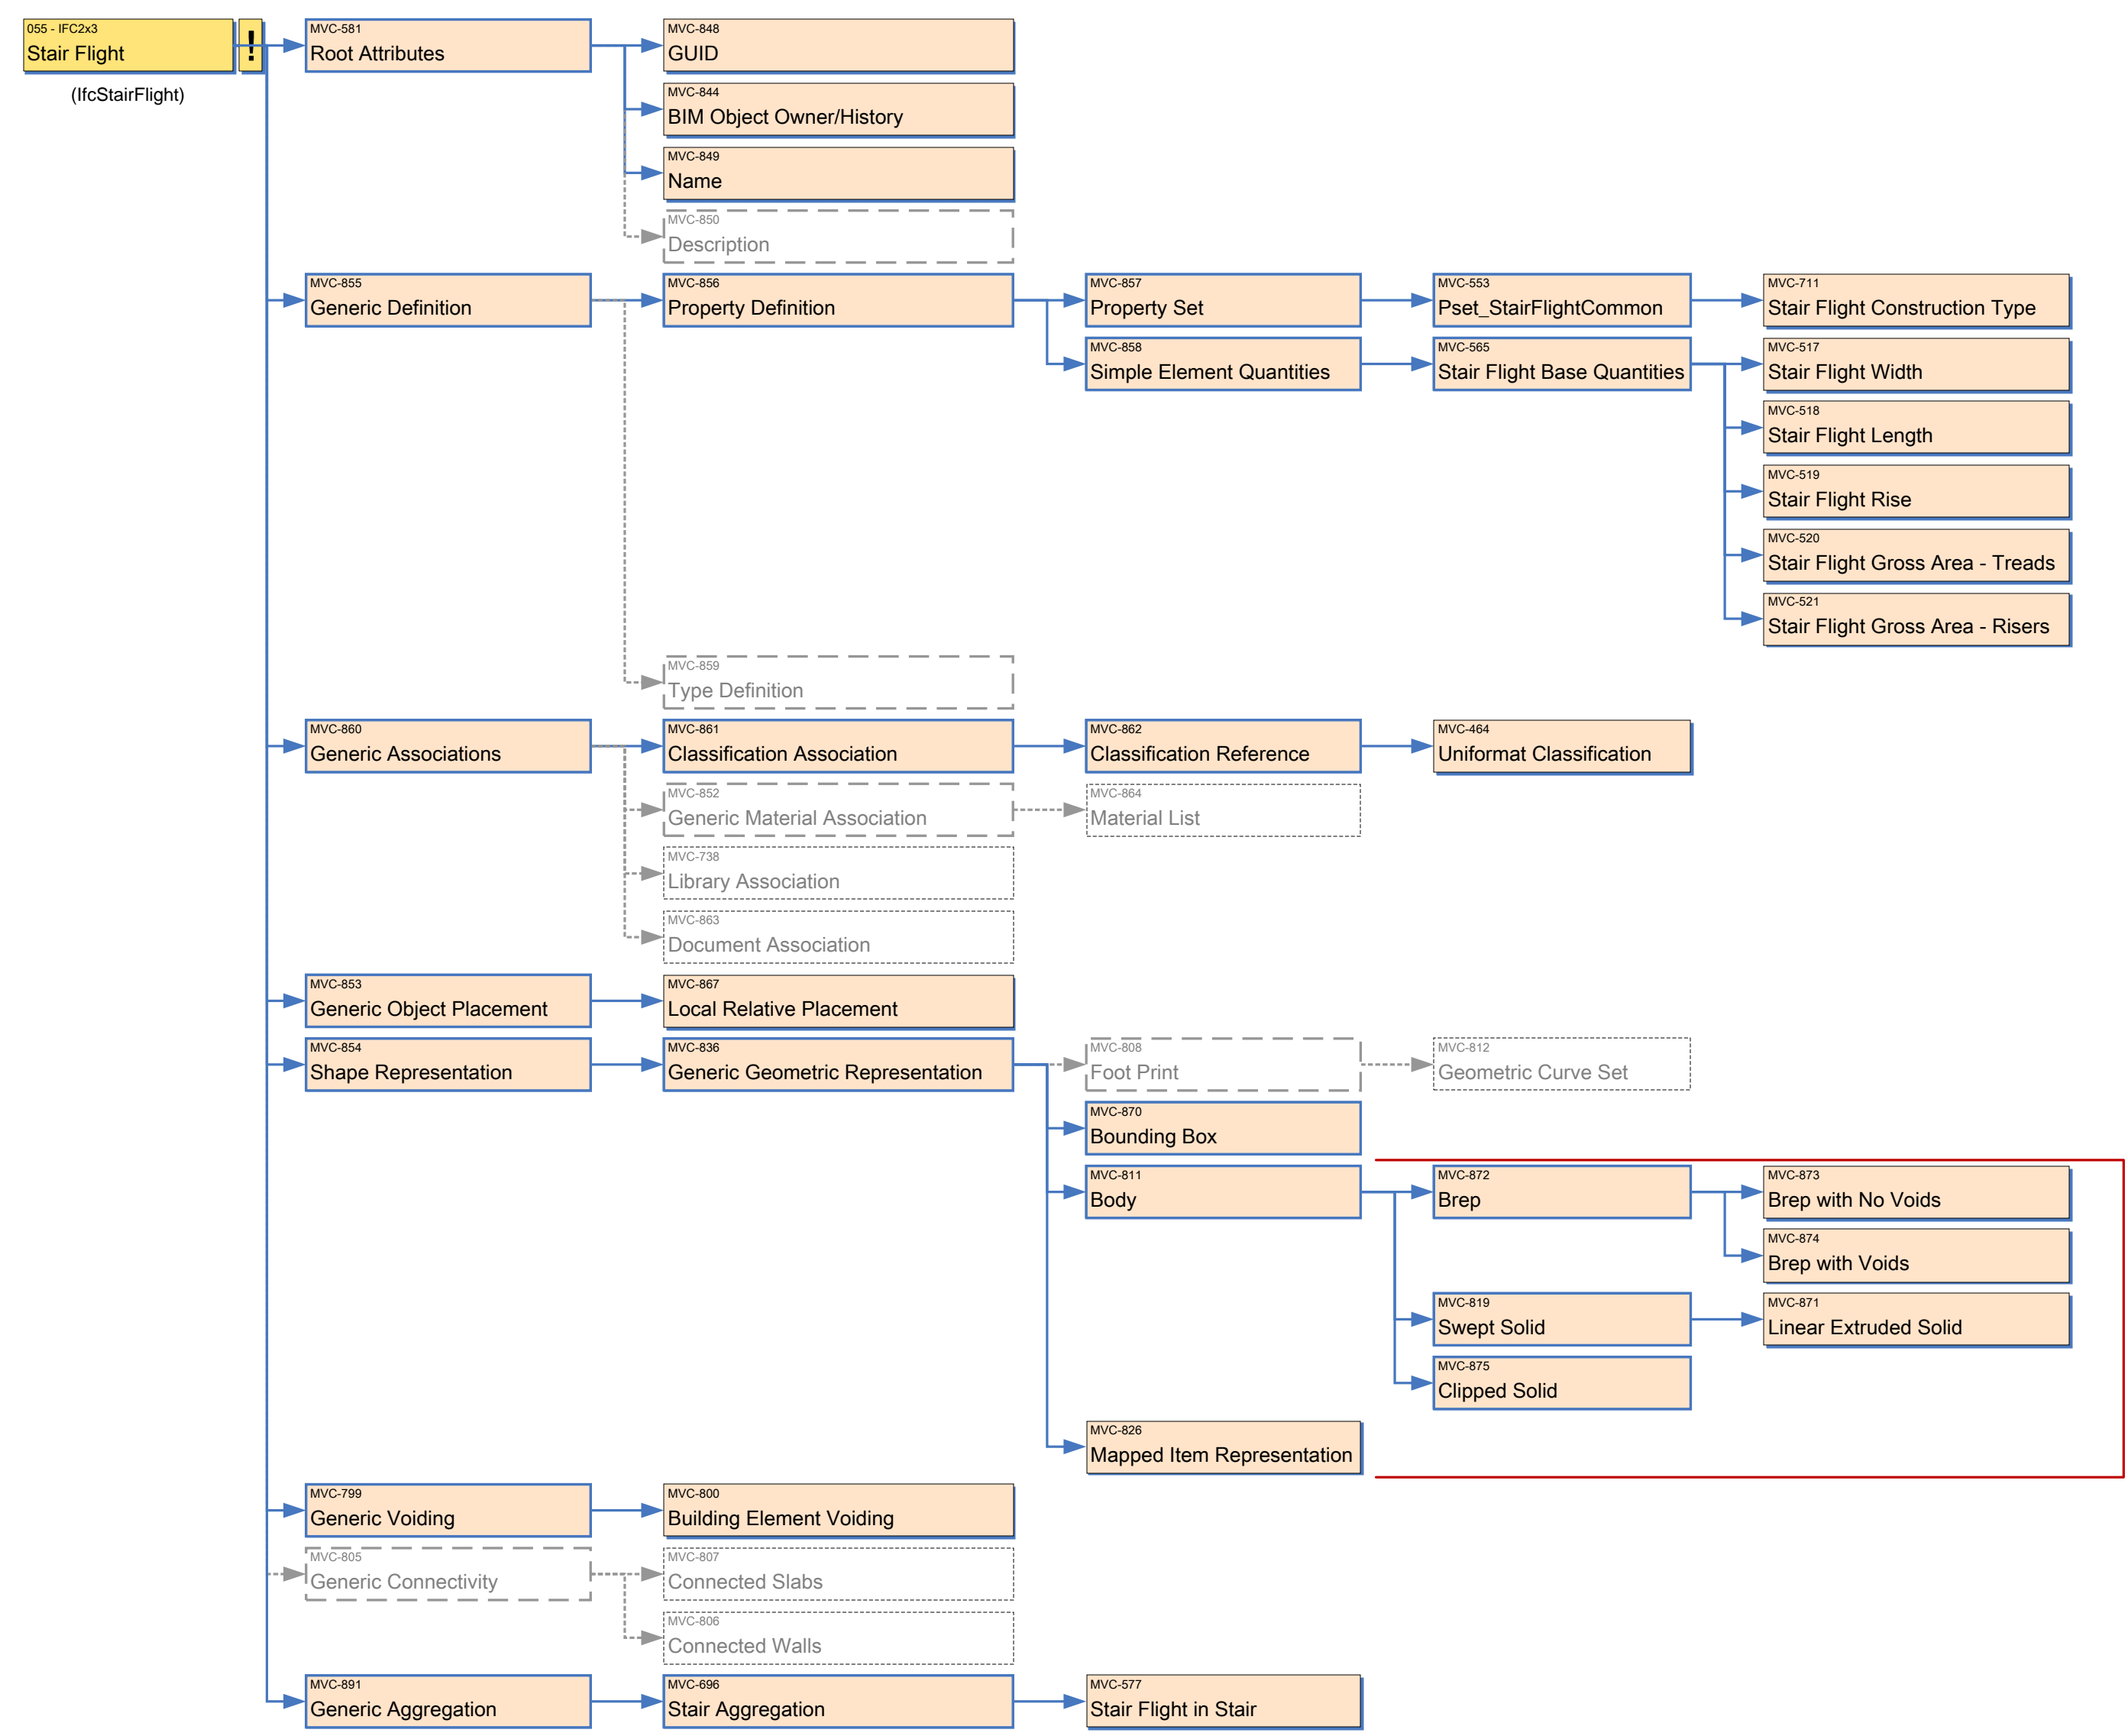 055 - IFC2x3
Stair Flight
!
(IfcStairFlight)
MVC-581
Root Attributes
MVC-848
GUID
MVC-844
BIM Object Owner/History
MVC-849
Name
MVC-850
Description
MVC-855
Generic Definition
MVC-856
Property Definition
MVC-857
Property Set
MVC-553
Pset_StairFlightCommon
MVC-711
Stair Flight Construction Type
MVC-858
Simple Element Quantities
MVC-565
Stair Flight Base Quantities
MVC-517
Stair Flight Width
MVC-518
Stair Flight Length
MVC-519
Stair Flight Rise
MVC-520
Stair Flight Gross Area - Treads
MVC-521
Stair Flight Gross Area - Risers
MVC-859
Type Definition
MVC-860
Generic Associations
MVC-861
Classification Association
MVC-862
Classification Reference
MVC-464
Uniformat Classification
MVC-852
Generic Material Association
MVC-864
Material List
MVC-738
Library Association
MVC-863
Document Association
MVC-853
Generic Object Placement
MVC-867
Local Relative Placement
MVC-854
Shape Representation
MVC-836
Generic Geometric Representation
MVC-808
Foot Print
MVC-812
Geometric Curve Set
MVC-870
Bounding Box
MVC-811
Body
MVC-872
Brep
MVC-873
Brep with No Voids
MVC-874
Brep with Voids
MVC-819
Swept Solid
MVC-871
Linear Extruded Solid
MVC-875
Clipped Solid
MVC-826
Mapped Item Representation
MVC-799
Generic Voiding
MVC-800
Building Element Voiding
MVC-805
Generic Connectivity
MVC-807
Connected Slabs
MVC-806
Connected Walls
MVC-891
Generic Aggregation
MVC-696
Stair Aggregation
MVC-577
Stair Flight in Stair